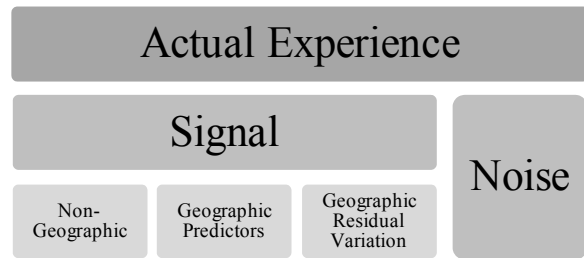 Actual Experience
Signal
Noise
Non-
Geographic
Geographic
Predictors
Geographic
Residual
Variation